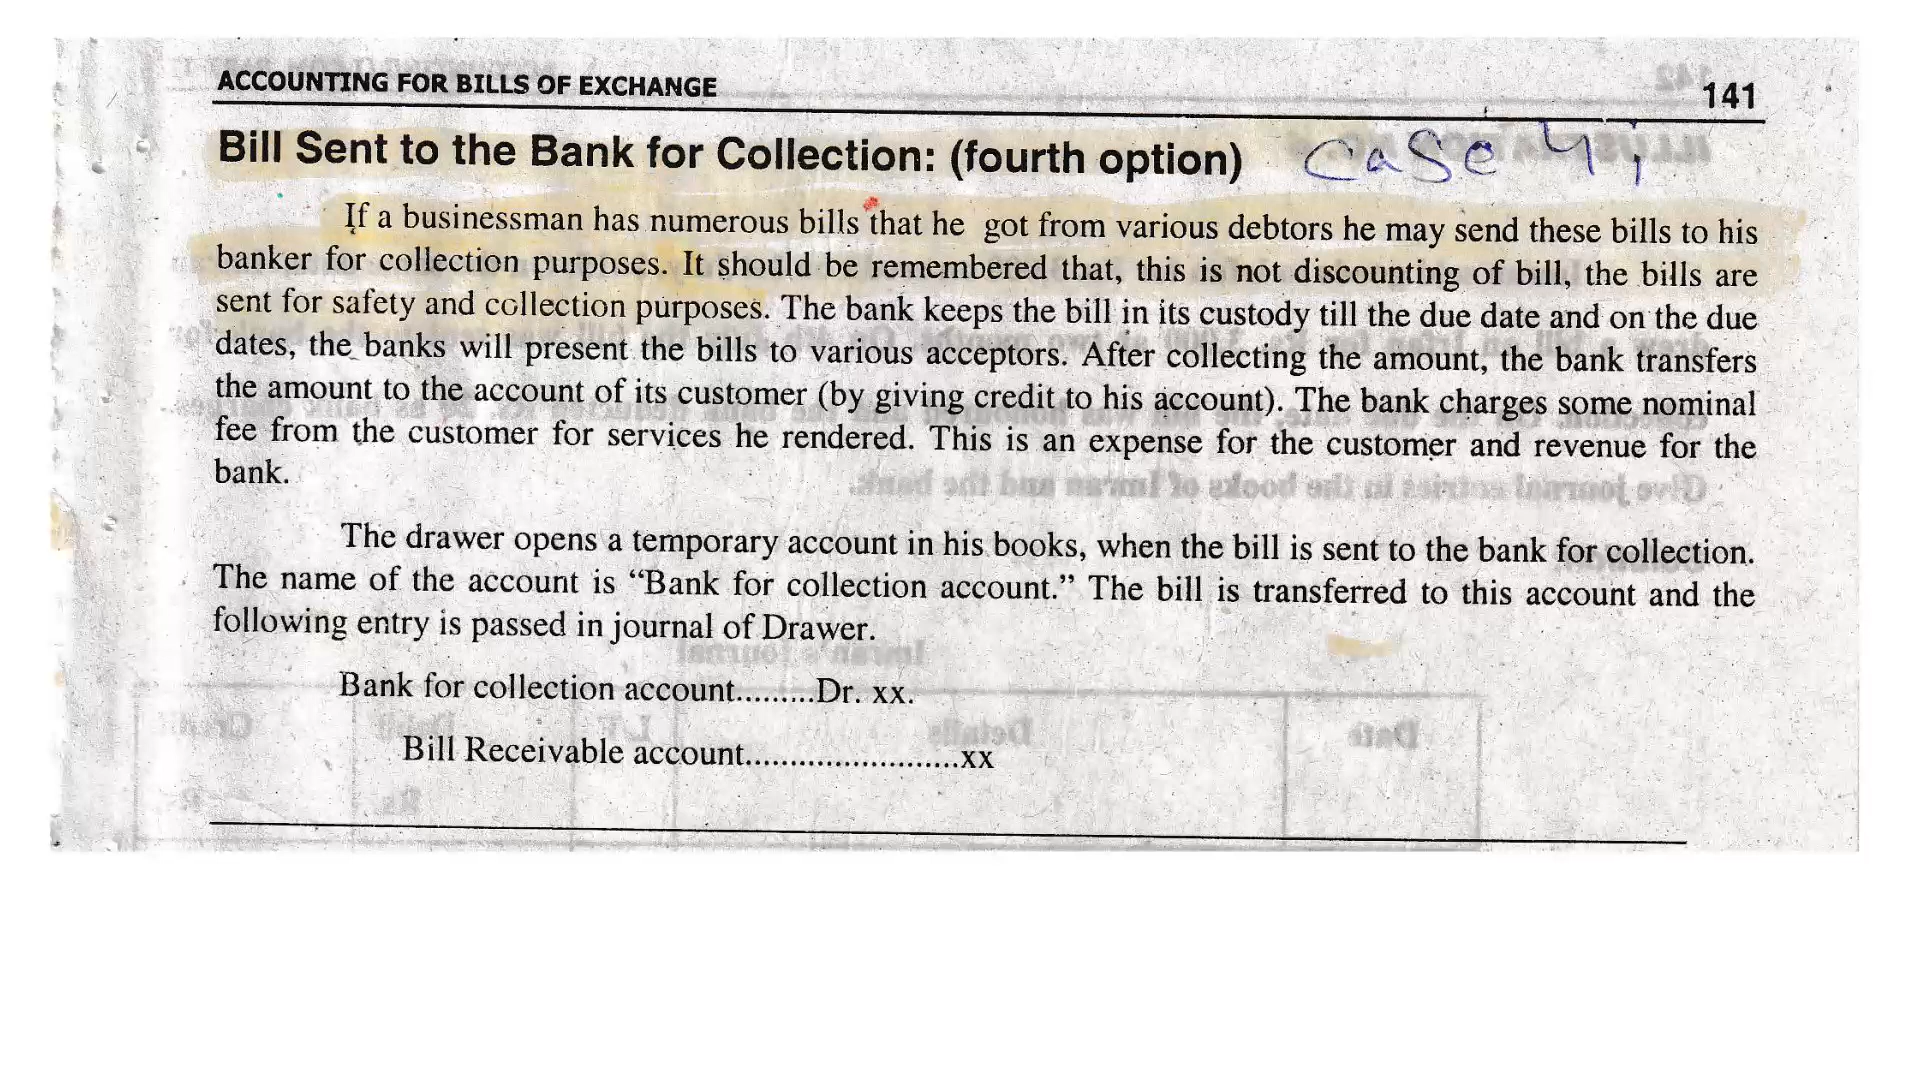 ACCOUNTING FOR BILLS OF EXCHANGE
141
Bill Sent to the Bank for Collection: (fourth option) Case 4;
If a businessman has numerous bills that he got from various debtors he may send these bills to his
banker for collection purposes. It should be remembered that, this is not discounting of bill, the bills are
sent for safety and collection purposes. The bank keeps the bill in its custody till the due date and on the due
dates, the banks will present the bills to various acceptors. After collecting the amount, the bank transfers
the amount to the account of its customer (by giving credit to his account). The bank charges some nominal
fee from the customer for services he rendered. This is an expense for the customer and revenue for the
bank.
The drawer opens a temporary account in his books, when the bill is sent to the bank for collection.
The name of the account is “Bank for collection account.” The bill is transferred to this account and the
following entry is passed in journal of Drawer.
Bank for collection account.........Dr. xx.
Bill Receivable account........................xx